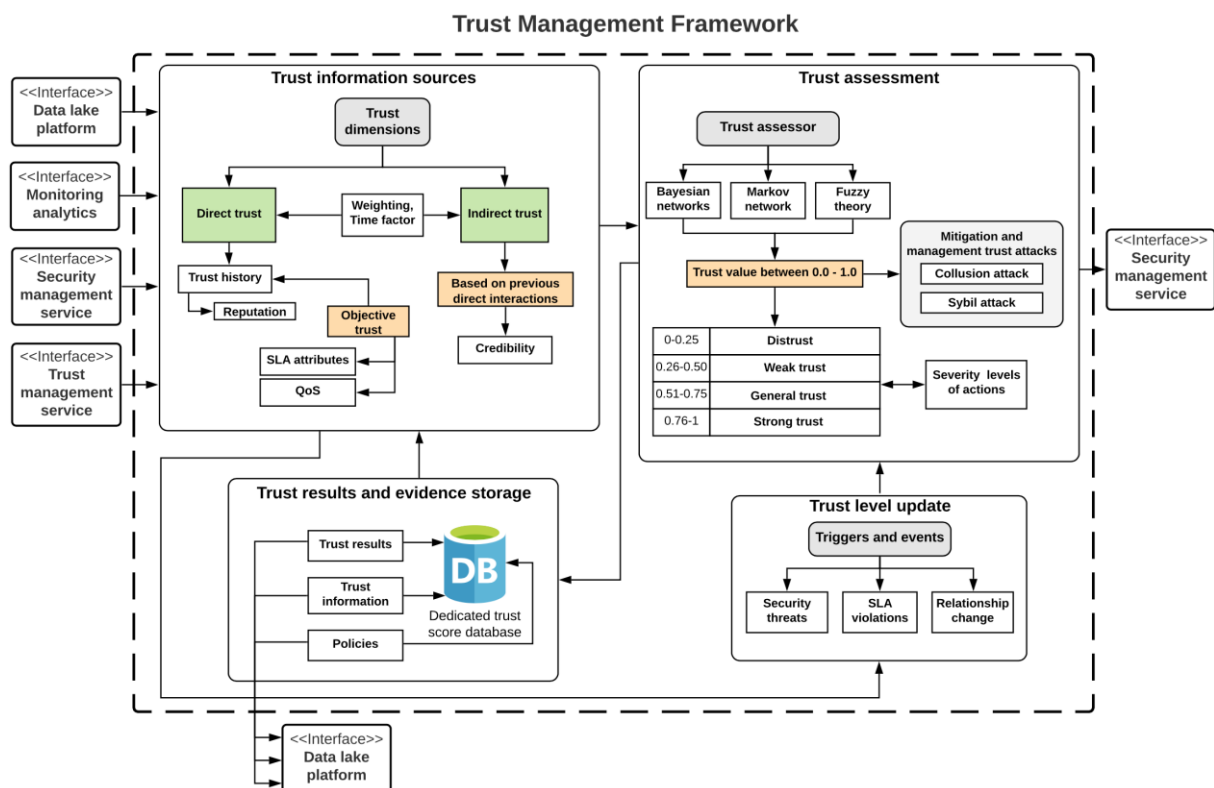 Trust Management Framework
<<Interface>>
Data lake
platform
<<Interface>>
Monitoring
analytics
<<Interface>>
Security
management
service
<<Interface>>
Trust
management
service
Trust information sources
Trust
dimensions
Direct trust
Weighting,
Time factor
Indirect trust
Trust history
Reputation
Objective
trust
SLA attributes
QoS
Based on previous
direct interactions
Credibility
Trust assessment
Trust assessor
Bayesian
networks
Markov
network
Fuzzy
theory
Trust value between 0.0 - 1.0
Mitigation and
management trust attacks
Collusion attack
Sybil attack
0-0.25 Distrust
0.26-0.50 Weak trust
0.51-0.75 General trust
0.76-1 Strong trust
Severity levels
of actions
<<Interface>>
Security
management
service
Trust results and evidence storage
Trust results
Trust
information
Policies
DB
Dedicated trust
score database
Trust level update
Triggers and events
Security
threats
SLA
violations
Relationship
change
<<Interface>>
Data lake
platform